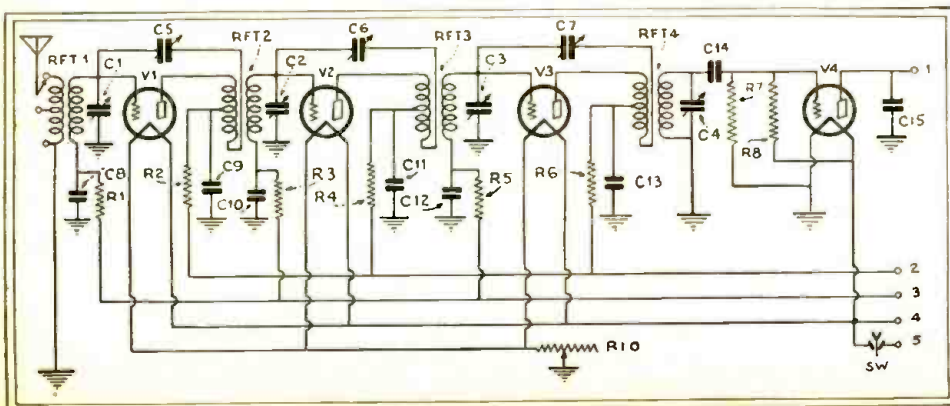 C5
C6
C7
RFT 1
C1
V1
RFT2
C2
V2
RFT3
C3
V3
RFT4
C14
V4
1
R7
C4
R8
C15
C8
R1
R2
C9
C10
R3
R4
C11
C12
R5
R6
C13
2
3
4
5
R10
SW